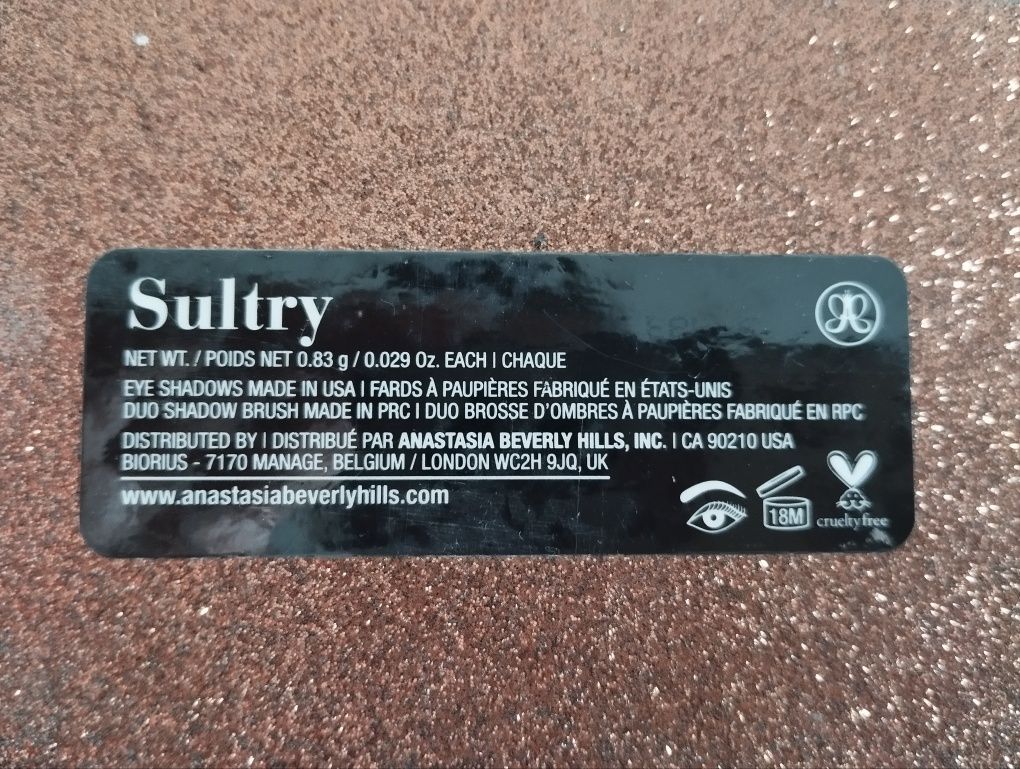 Sultry
NET WT. / POIDS NET 0.83 g / 0.029 Oz. EACH | CHAQUE
EYE SHADOWS MADE IN USA | FARDS À PAUPIÈRES FABRIQUÉ EN ÉTATS-UNIS
DUO SHADOW BRUSH MADE IN PRC | DUO BROSSE D'OMBRES À PAUPIÈRES FABRIQUÉ EN RPC
DISTRIBUTED BY | DISTRIBUÉ PAR ANASTASIA BEVERLY HILLS, INC. | CA 90210 USA
BIORIUS - 7170 MANAGE, BELGIUM / LONDON WC2H 9JQ, UK
www.anastasiabeverlyhills.com
18M
cruelty free